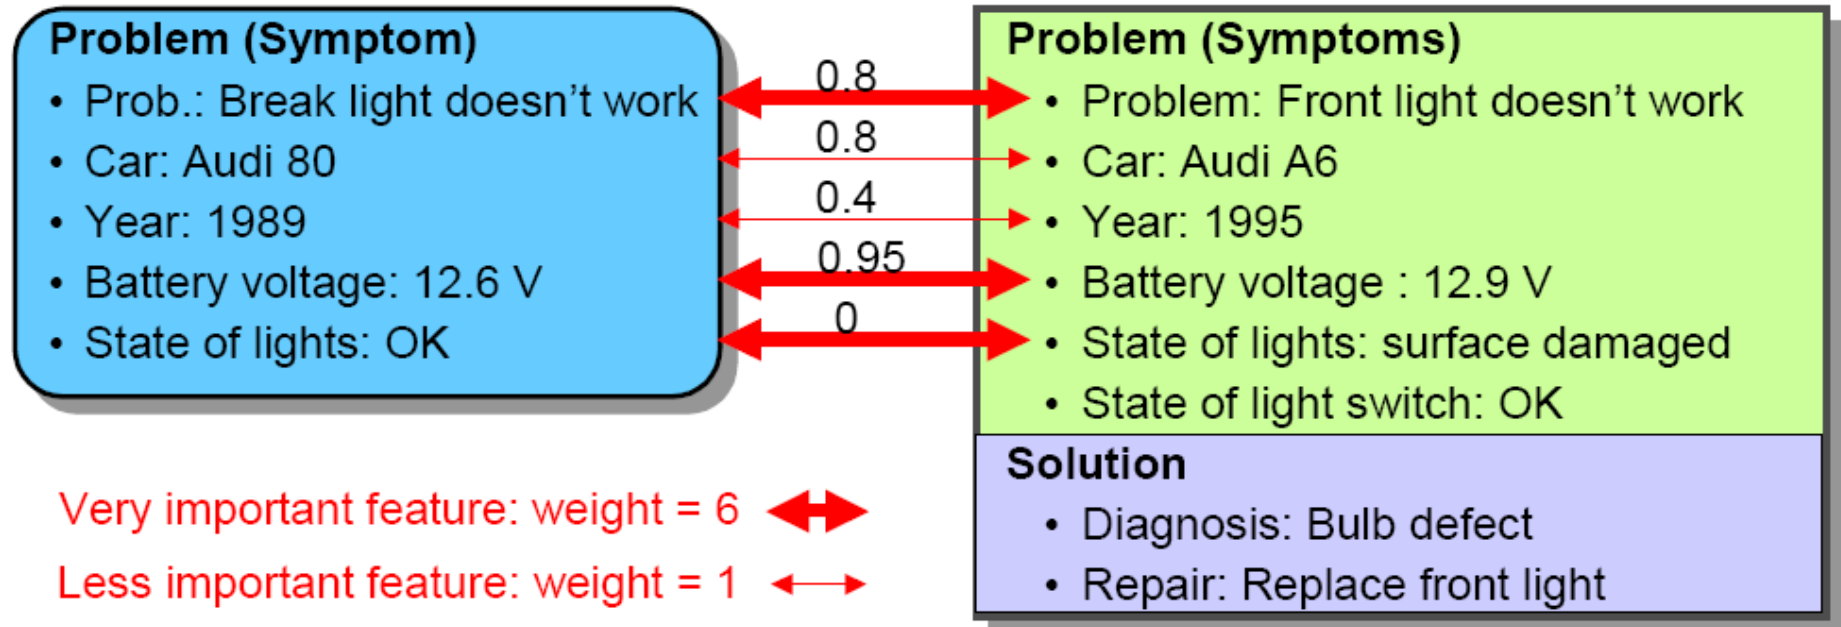 Problem (Symptom)
• Prob.: Break light doesn't work
• Car: Audi 80
• Year: 1989
• Battery voltage: 12.6 V
• State of lights: OK
0.8
0.8
0.4
0.95
0
Problem (Symptoms)
• Problem: Front light doesn't work
• Car: Audi A6
• Year: 1995
• Battery voltage : 12.9 V
• State of lights: surface damaged
• State of light switch: OK
Solution
• Diagnosis: Bulb defect
• Repair: Replace front light
Very important feature: weight = 6
Less important feature: weight = 1